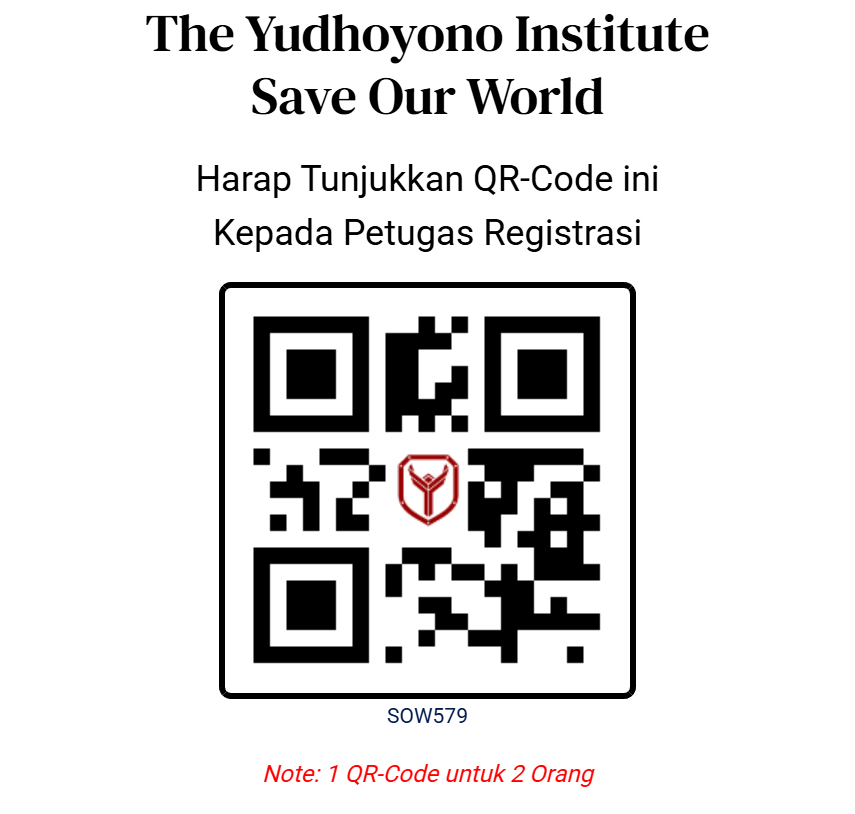 The Yudhoyono Institute
Save Our World
Harap Tunjukkan QR-Code ini
Kepada Petugas Registrasi
SOW579
Note: 1 QR-Code untuk 2 Orang